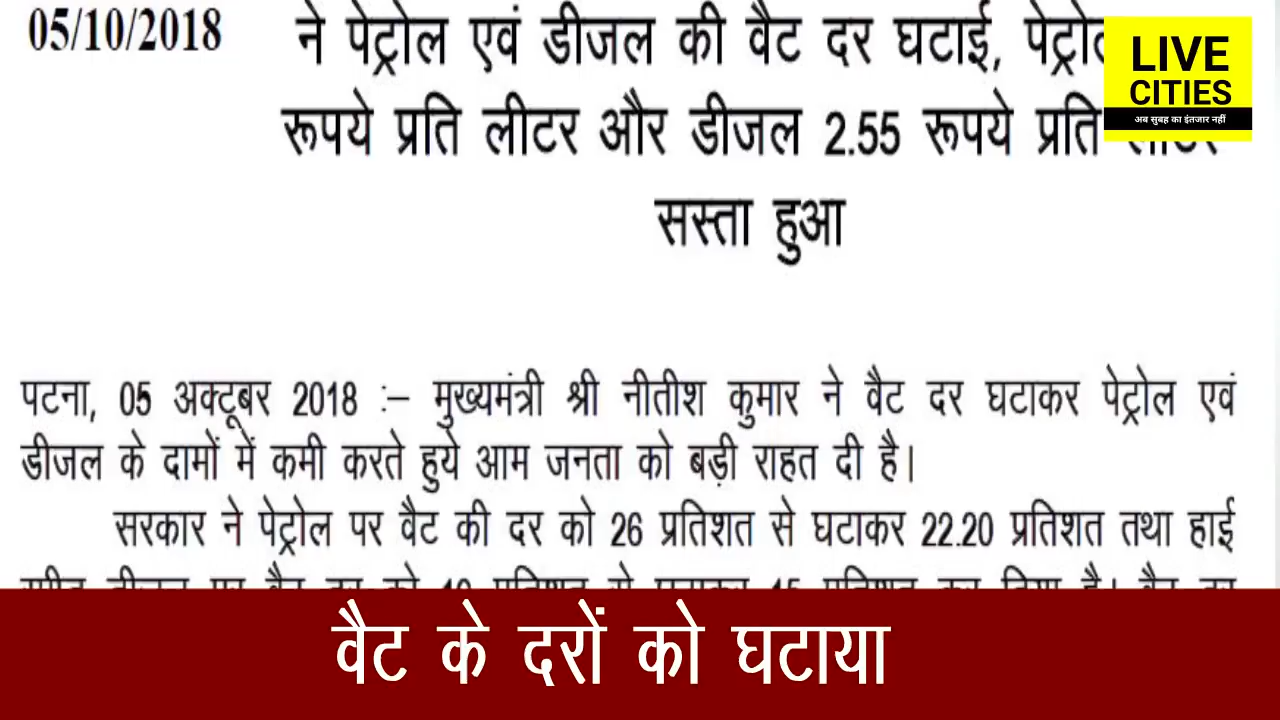 05/10/2018
ने पेट्रोल एवं डीजल की वैट दर घटाई,
रूपये प्रति लीटर और डीजल 2.55 रूपये प्रति
सस्ता हुआ
LIVE
CITIES
अब सुबह का इंतजार नहीं
पटना, 05 अक्टूबर 2018 :– मुख्यमंत्री श्री नीतीश कुमार ने वैट दर घटाकर पेट्रोल एवं
डीजल के दामों में कमी करते हुये आम जनता को बड़ी राहत दी है।
सरकार ने पेट्रोल पर वैट की दर को 26 प्रतिशत से घटाकर 22.20 प्रतिशत तथा हाई
वैट के दरों को घटाया